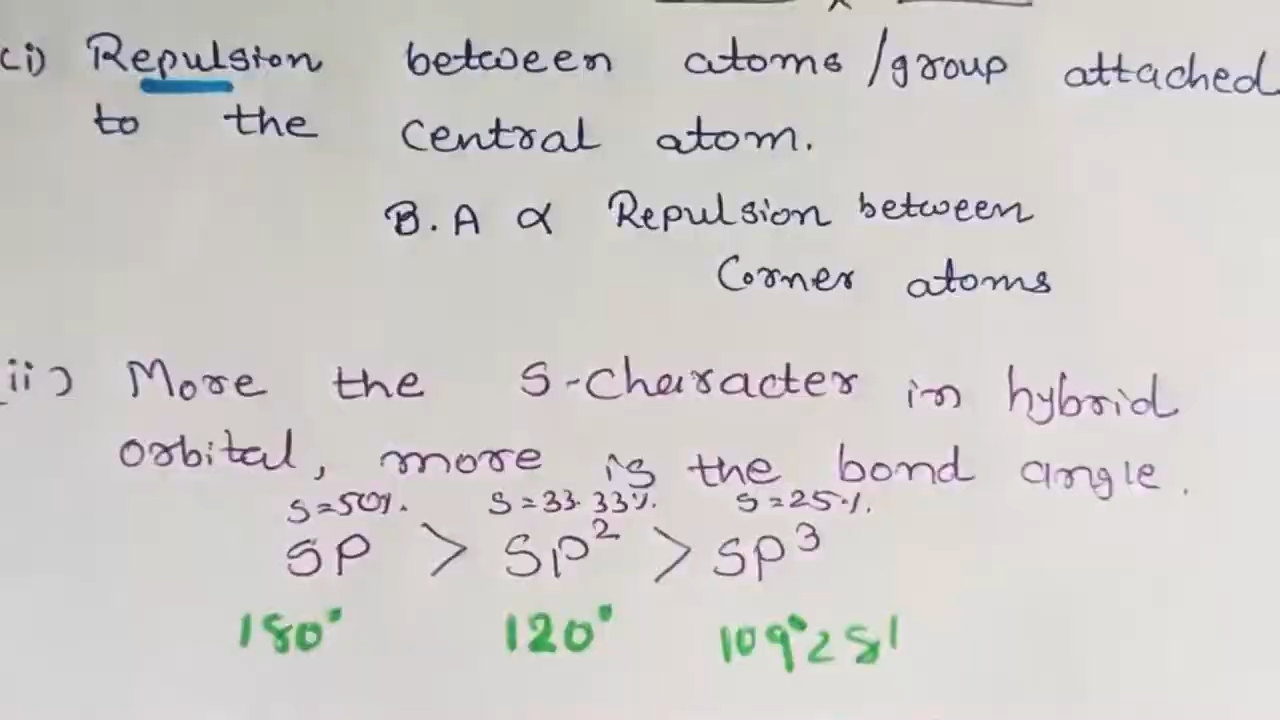 (i) Repulsion between atoms/group attached
to the central atom.
B.A ∝ Repulsion between
Corner atoms
(ii) More the S-character in hybrid
orbital, more is the bond angle.
S=50%. S=33.33%. S=25%.
SP > SP² > SP³
180° 120° 109°28'